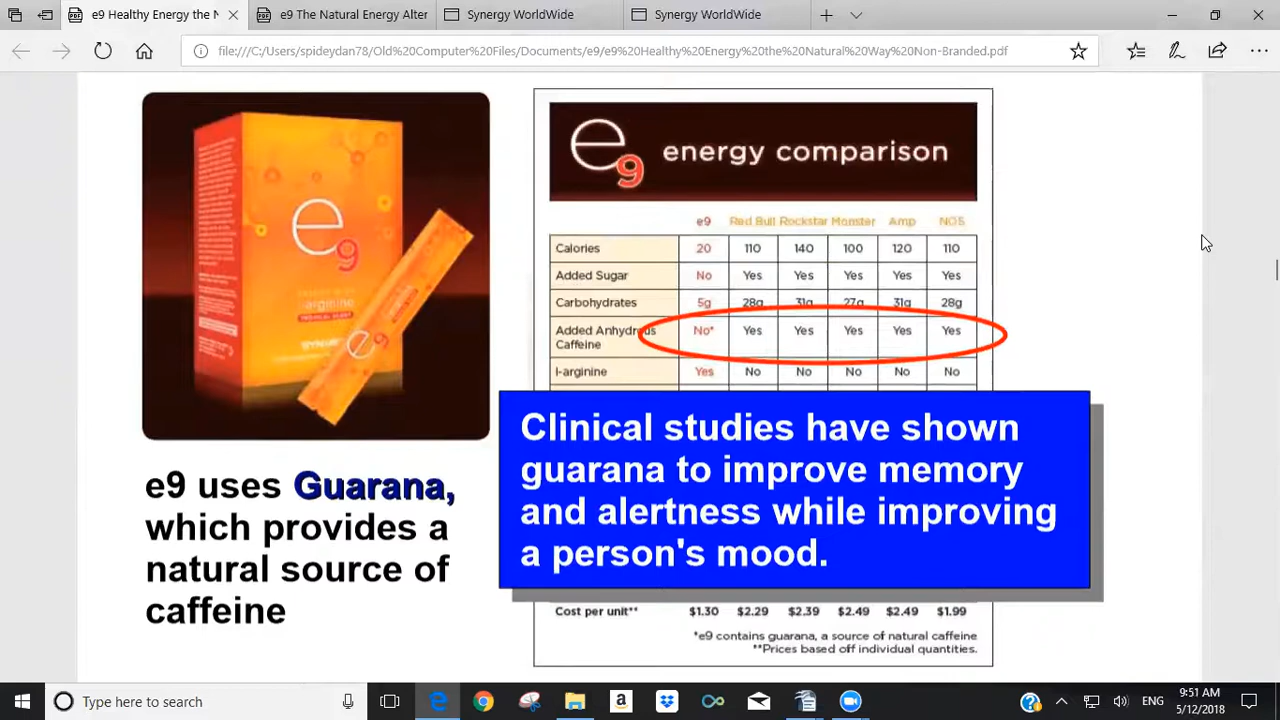 e9 Healthy Energy the N
e9 The Natural Energy Alter
Synergy WorldWide
Synergy WorldWide
file:///C:/Users/spideydan78/Old%20Computer%20Files/Documents/e9/e9%20Healthy%20Energy%20the%20Natural%20Way%20Non-Branded.pdf
e9
l-arginine
e9
e9 energy comparison
e9 Red Bull Rockstar Monster Amp NOS
Calories 20 110 140 100 120 110
Added Sugar No Yes Yes Yes Yes Yes
Carbohydrates 5g 28g 31g 27g 31g 28g
Added Anhydrous No* Yes Yes Yes Yes Yes
Caffeine
l-arginine Yes No No No No No
Clinical studies have shown
guarana to improve memory
and alertness while improving
a person's mood.
e9 uses Guarana,
which provides a
natural source of
caffeine
Cost per unit** $1.30 $2.29 $2.39 $2.49 $2.49 $1.99
*e9 contains guarana, a source of natural caffeine
**Prices based off individual quantities.
Type here to search
ENG
9:51 AM
5/12/2018